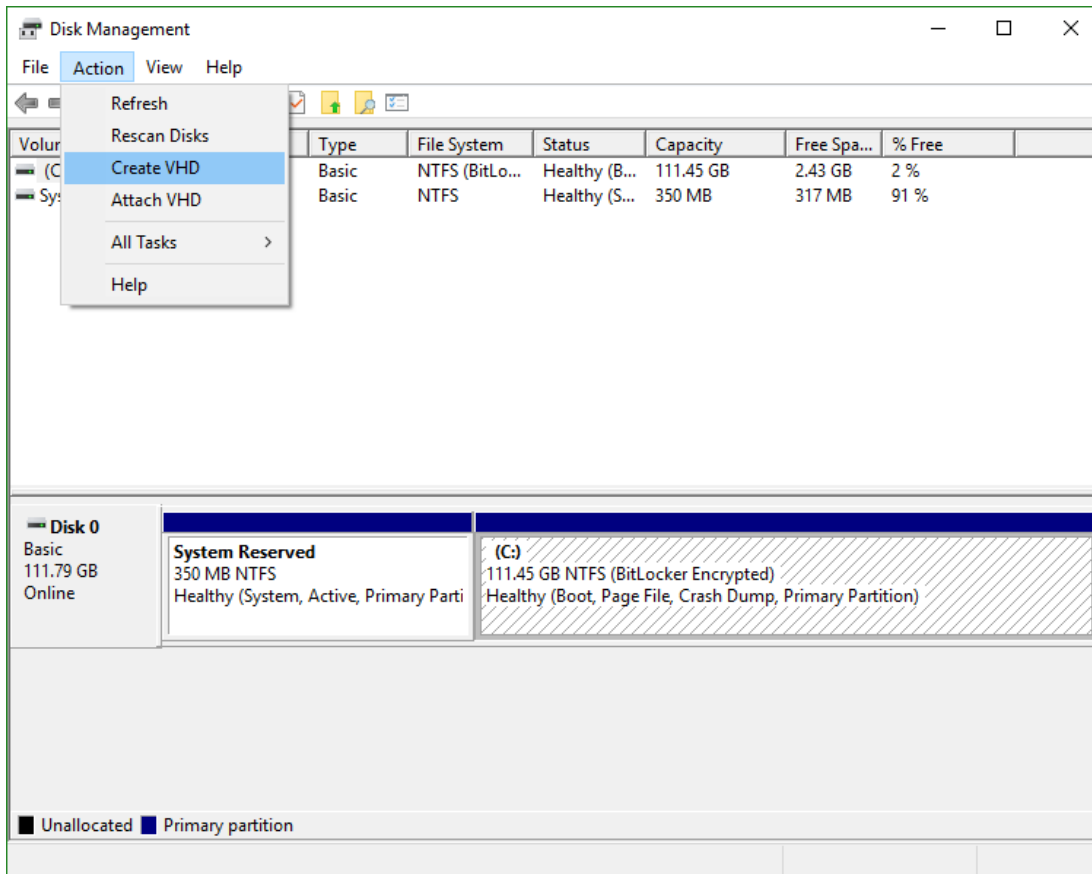 Disk Management
File Action View Help
Refresh
Rescan Disks
Create VHD
Attach VHD
All Tasks
Help
Volur Type File System Status Capacity Free Spa... % Free
(C Basic NTFS (BitLo... Healthy (B... 111.45 GB 2.43 GB 2 %
Sys Basic NTFS Healthy (S... 350 MB 317 MB 91 %
Disk 0
Basic
111.79 GB
Online
System Reserved
350 MB NTFS
Healthy (System, Active, Primary Parti
(C:)
111.45 GB NTFS (BitLocker Encrypted)
Healthy (Boot, Page File, Crash Dump, Primary Partition)
Unallocated Primary partition